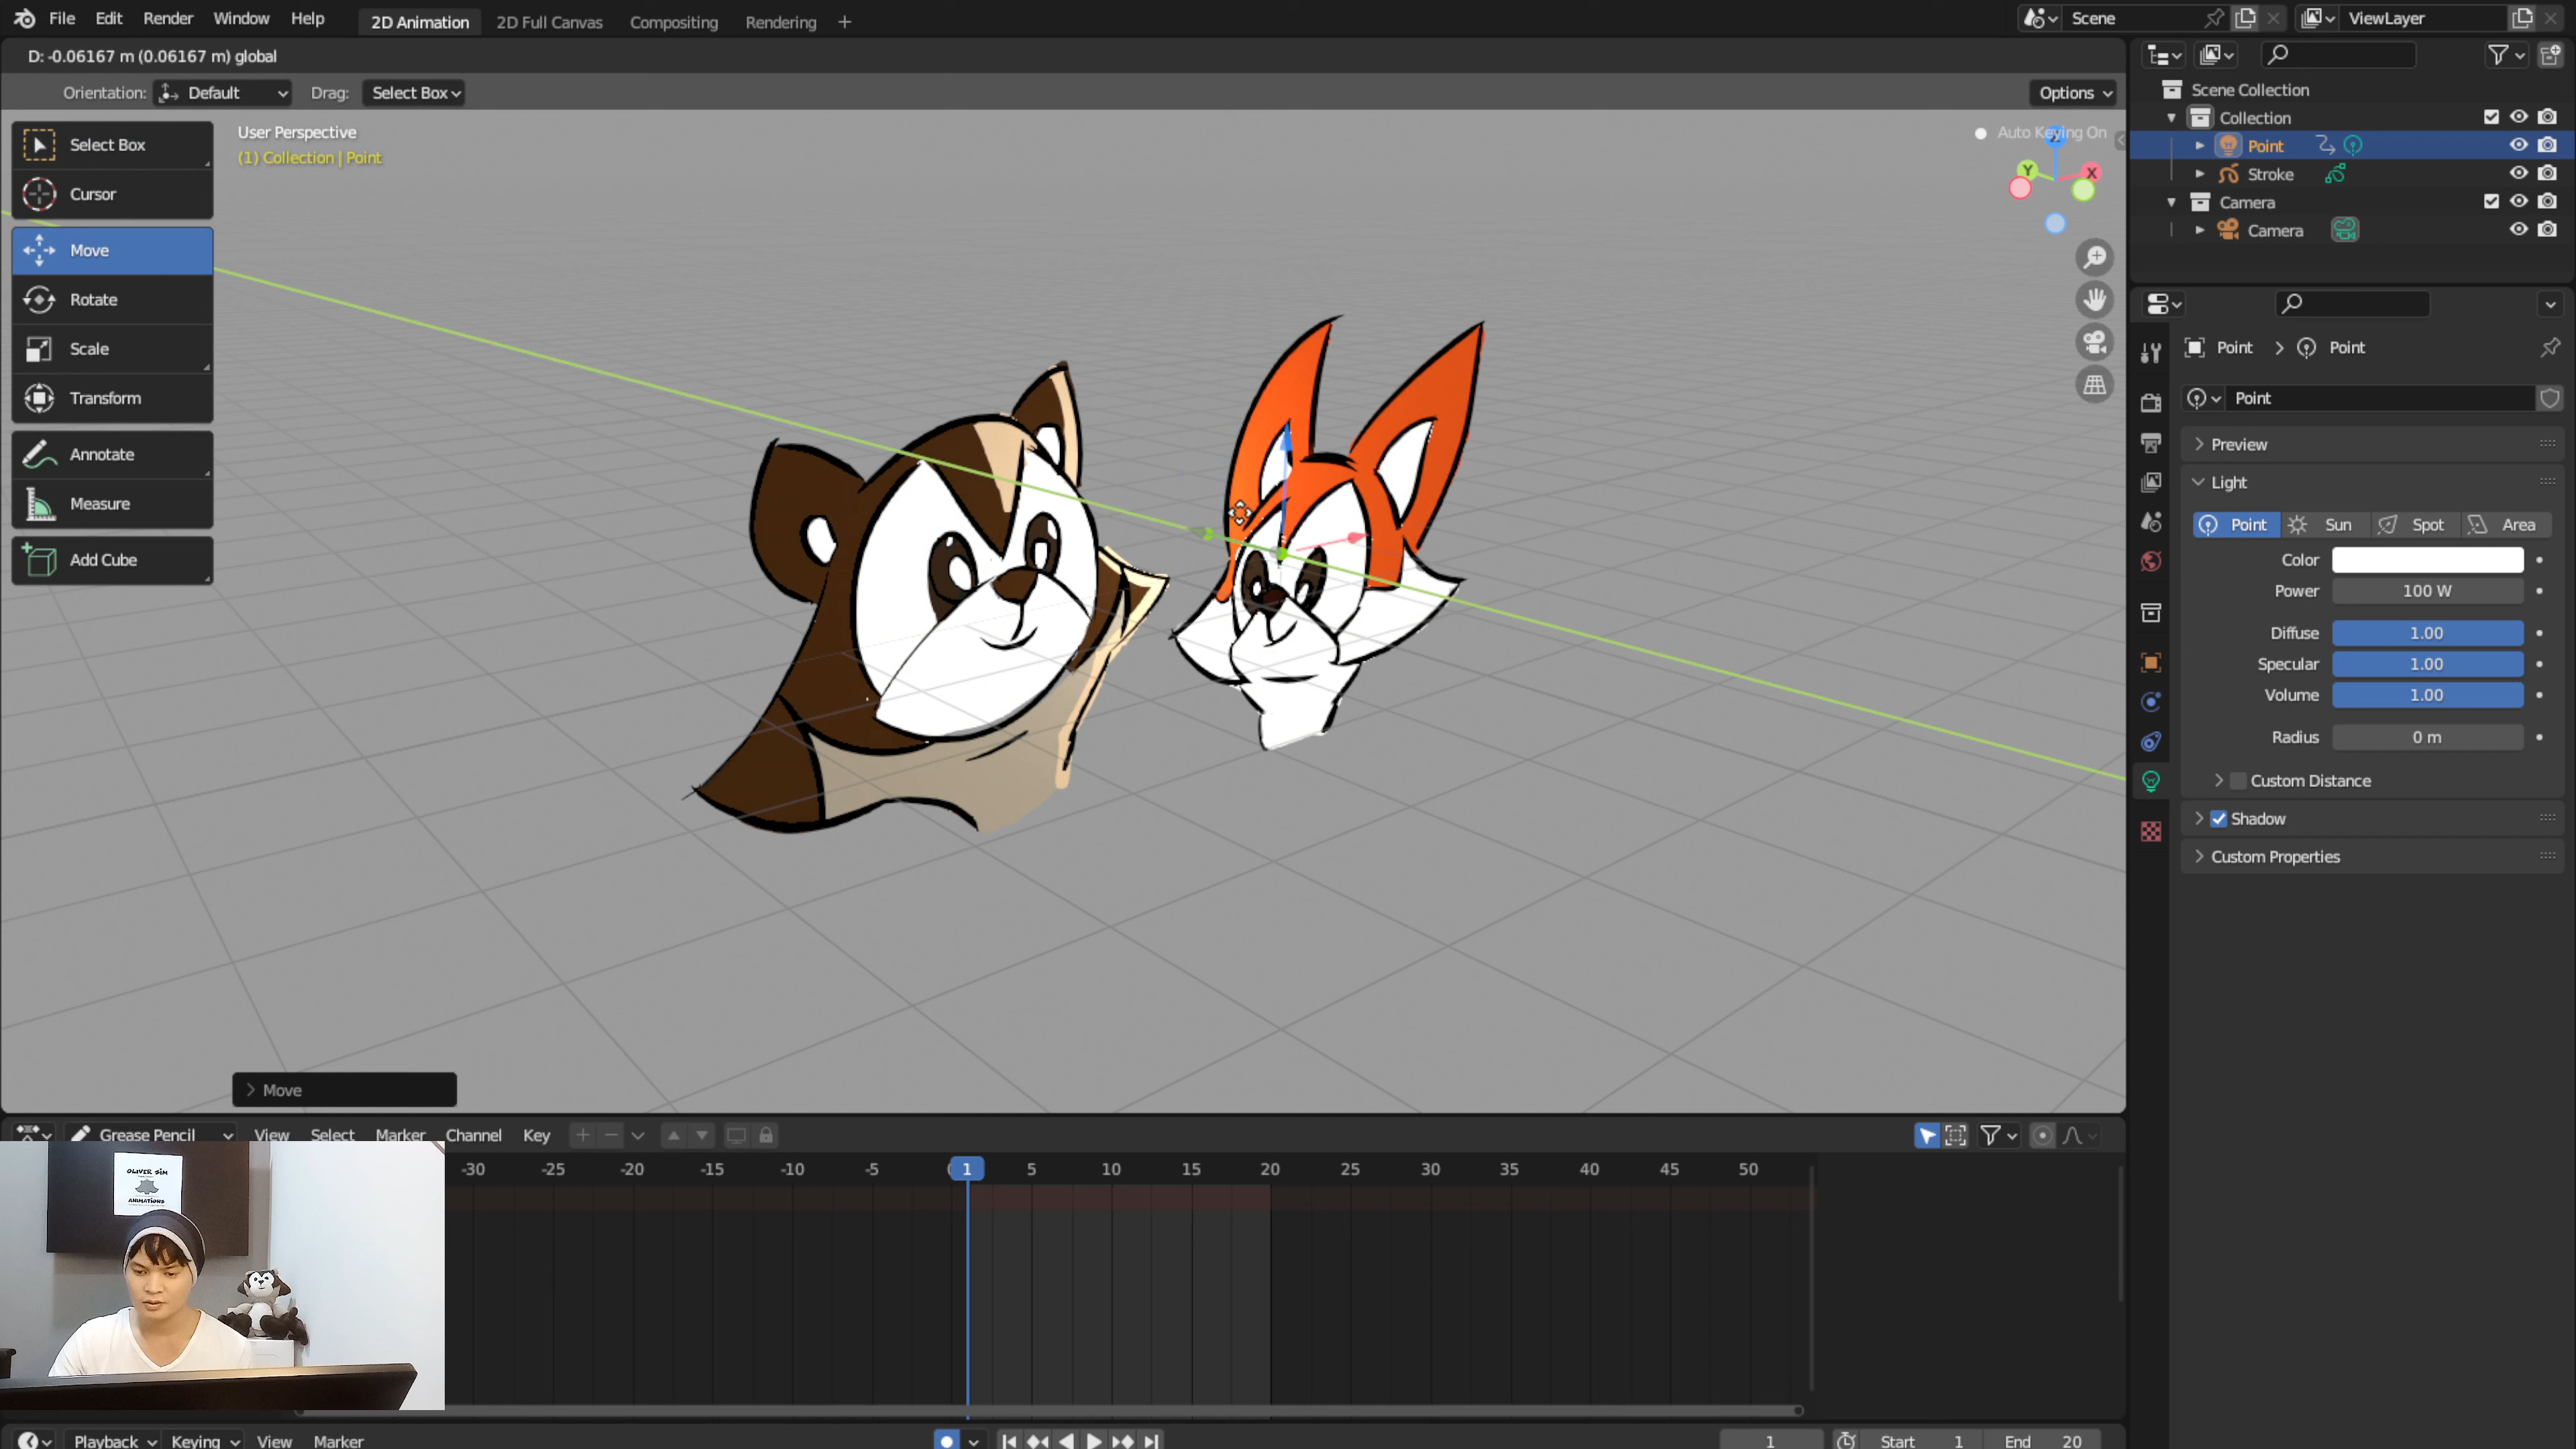 File Edit Render Window Help 2D Animation 2D Full Canvas Compositing Rendering + Scene ViewLayer
D: -0.06167 m (0.06167 m) global
Orientation: Default Drag: Select Box Options
User Perspective
(1) Collection | Point
Auto Keying On
Z
Y
X
Select Box
Cursor
Move
Rotate
Scale
Transform
Annotate
Measure
Add Cube
Move
Scene Collection
Collection
Point
Stroke
Camera
Camera
Point > Point
Point
Preview
Light
Point Sun Spot Area
Color
Power 100 W
Diffuse 1.00
Specular 1.00
Volume 1.00
Radius 0 m
Custom Distance
Shadow
Custom Properties
Grease Pencil View Select Marker Channel Key
-30 -25 -20 -15 -10 -5 1 5 10 15 20 25 30 35 40 45 50
OLIVER SIM
ANIMATIONS
Playback Keying View Marker 1 Start 1 End 20